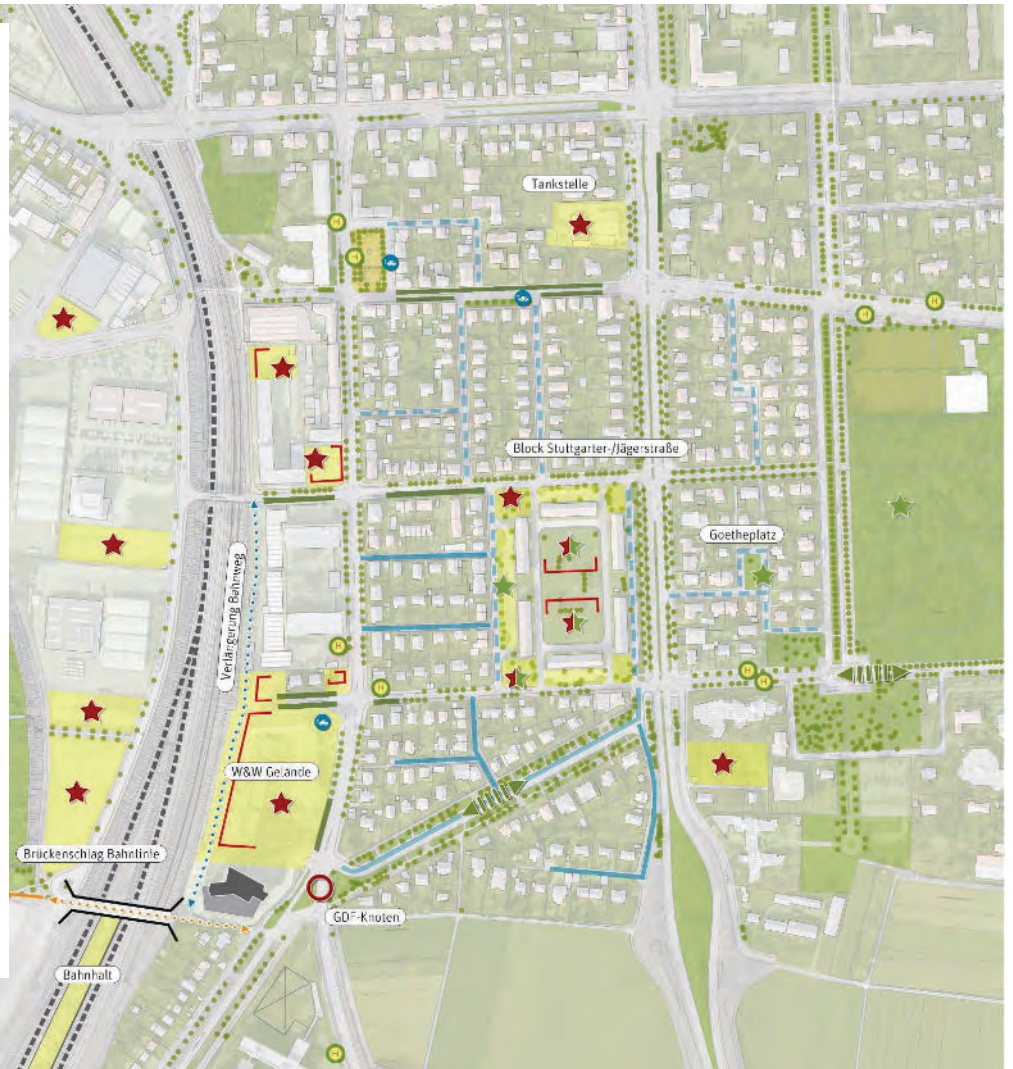 Tankstelle
H
H
H
H
Block Stuttgarter-/Jägerstraße
Goetheplatz
Verlängerung Bahnweg
H
H
H
H
W&W Gelände
Brückenschlag Bahnlinie
GDF-Knoten
Bahnhalt
H